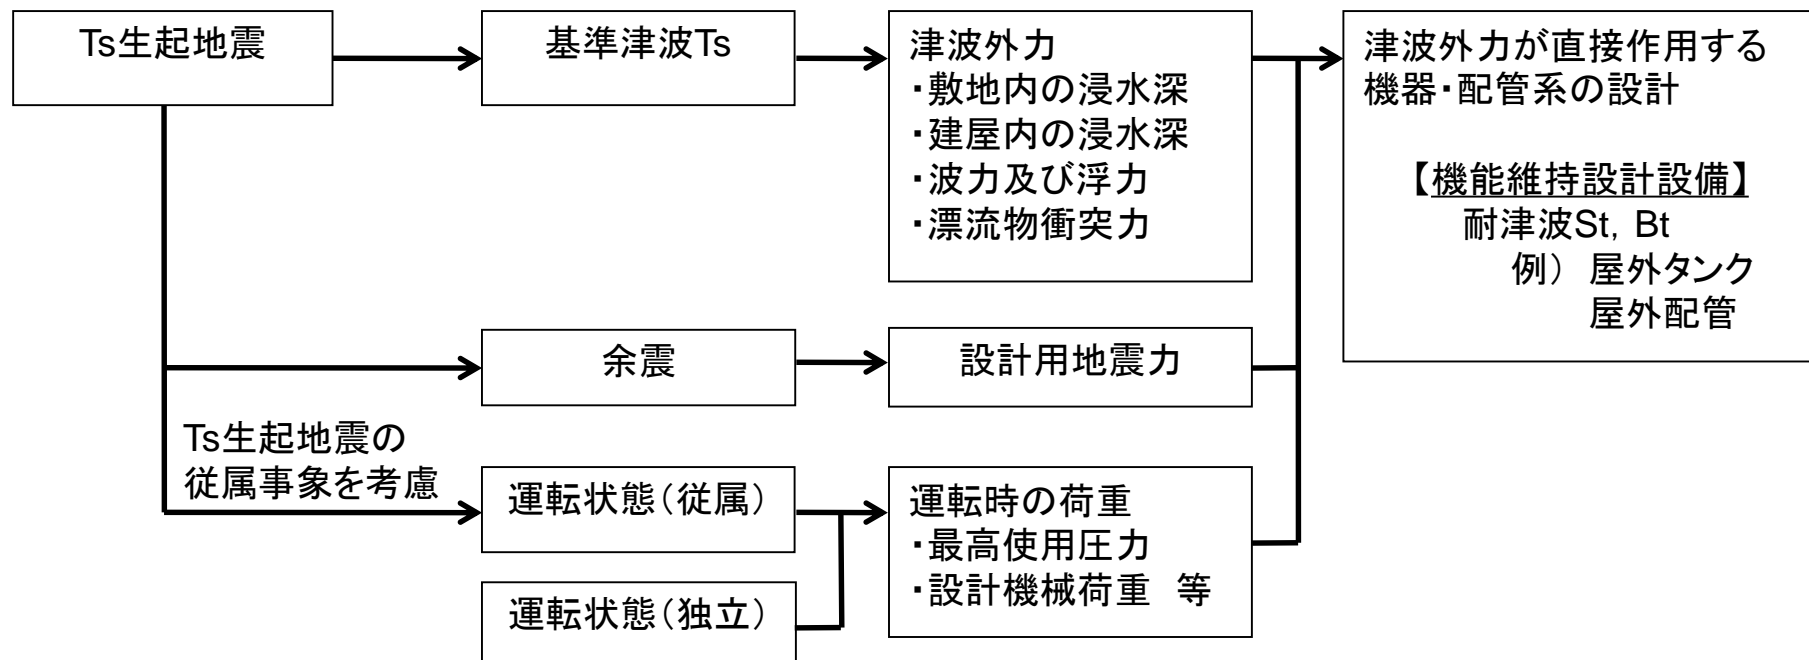 Ts生起地震
基準津波Ts
津波外力
・敷地内の浸水深
・建屋内の浸水深
・波力及び浮力
・漂流物衝突力
津波外力が直接作用する
機器・配管系の設計
【機能維持設計設備】
耐津波St, Bt
例） 屋外タンク
屋外配管
余震
設計用地震力
Ts生起地震の
従属事象を考慮
運転状態（従属）
運転時の荷重
・最高使用圧力
・設計機械荷重　等
運転状態（独立）